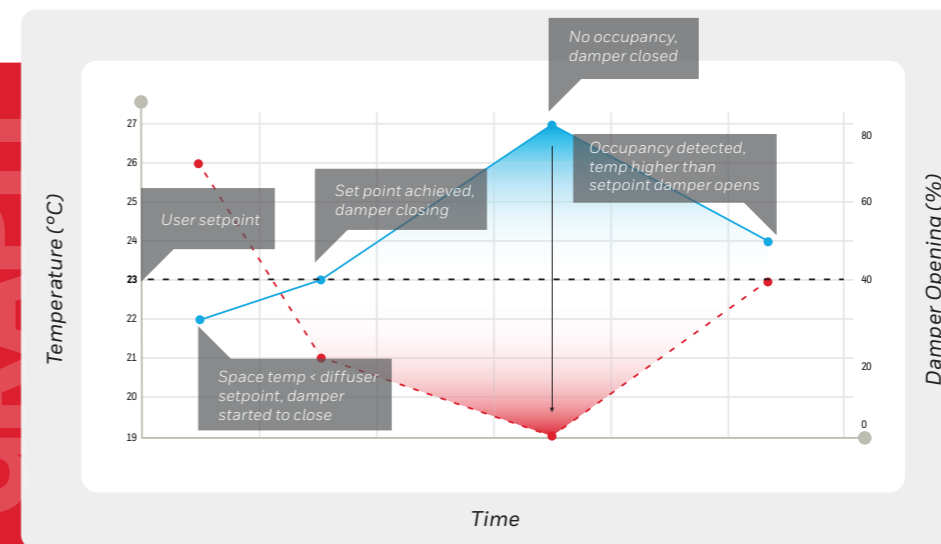 No occupancy,
damper closed
Occupancy detected,
temp higher than
setpoint damper opens
Set point achieved,
damper closing
User setpoint
Space temp < diffuser
setpoint, damper
started to close
Temperature (°C)
27
26
25
24
23
22
21
20
19
80
60
40
20
0
Damper Opening (%)
Time